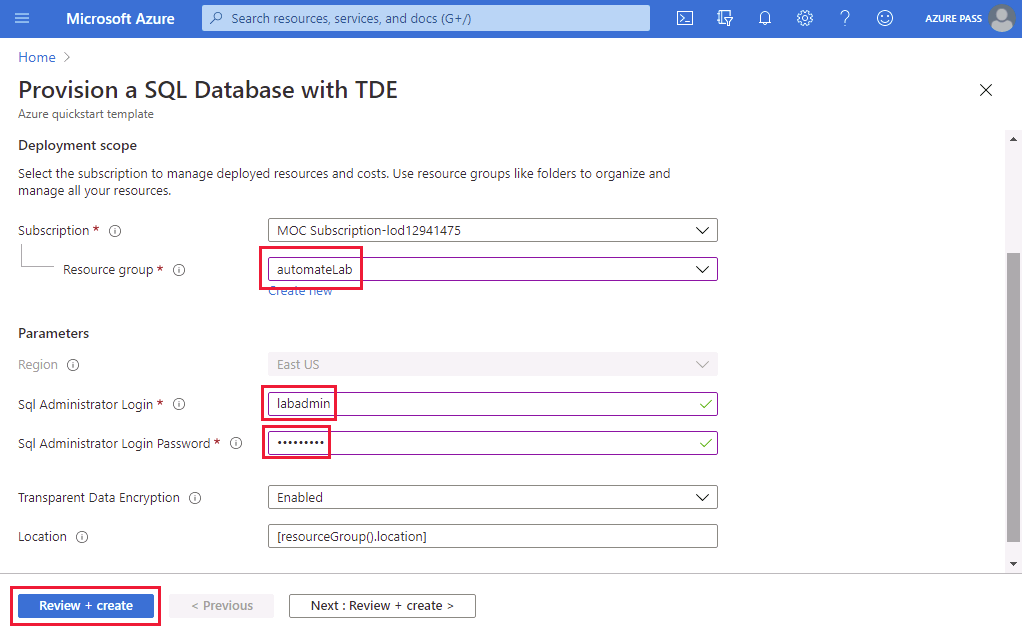 Microsoft Azure
Search resources, services, and docs (G+/)
AZURE PASS
Home >
Provision a SQL Database with TDE
Azure quickstart template
Deployment scope
Select the subscription to manage deployed resources and costs. Use resource groups like folders to organize and
manage all your resources.
Subscription *
MOC Subscription-lod12941475
Resource group *
automateLab
Create new
Parameters
Region
East US
Sql Administrator Login *
labadmin
Sql Administrator Login Password *
•••••••••
Transparent Data Encryption
Enabled
Location
[resourceGroup().location]
Review + create
< Previous
Next : Review + create >